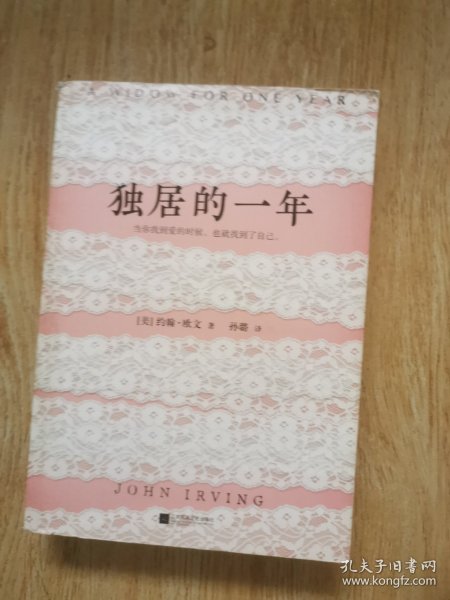 A WIDOW FOR ONE YEAR
独居的一年
当你找到爱的时候，也就找到了自己。
[美] 约翰·欧文 著 孙璐 译
JOHN IRVING
孔夫子旧书网
www.kongfz.com